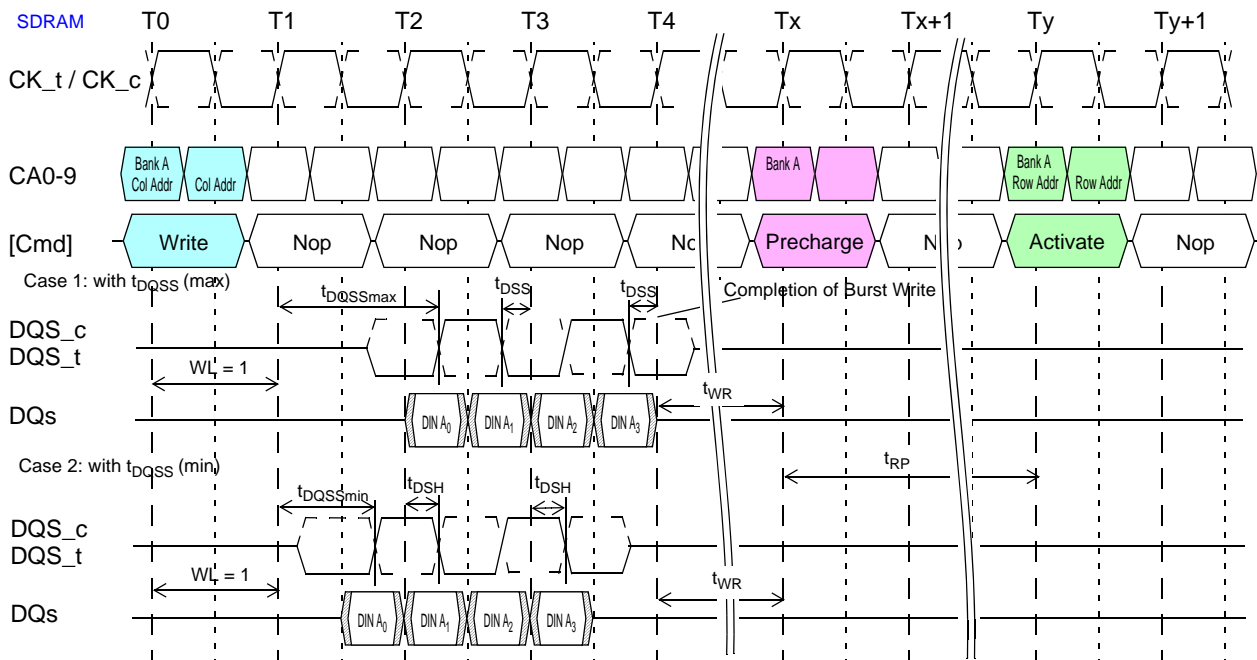 SDRAM T0 T1 T2 T3 T4 Tx Tx+1 Ty Ty+1
CK_t / CK_c
CA0-9 Bank A Col Addr Col Addr Bank A Bank A Row Addr Row Addr
[Cmd] Write Nop Nop Nop Precharge Activate Nop
Case 1: with tDQSS (max) tDQSSmax tDSS tDSS Completion of Burst Write
DQS_c
DQS_t
WL = 1 tWR
DQs DIN A0 DIN A1 DIN A2 DIN A3
Case 2: with tDQSS (min) tRP
tDQSSmin tDSH tDSH
DQS_c
DQS_t
WL = 1 tWR
DQs DIN A0 DIN A1 DIN A2 DIN A3